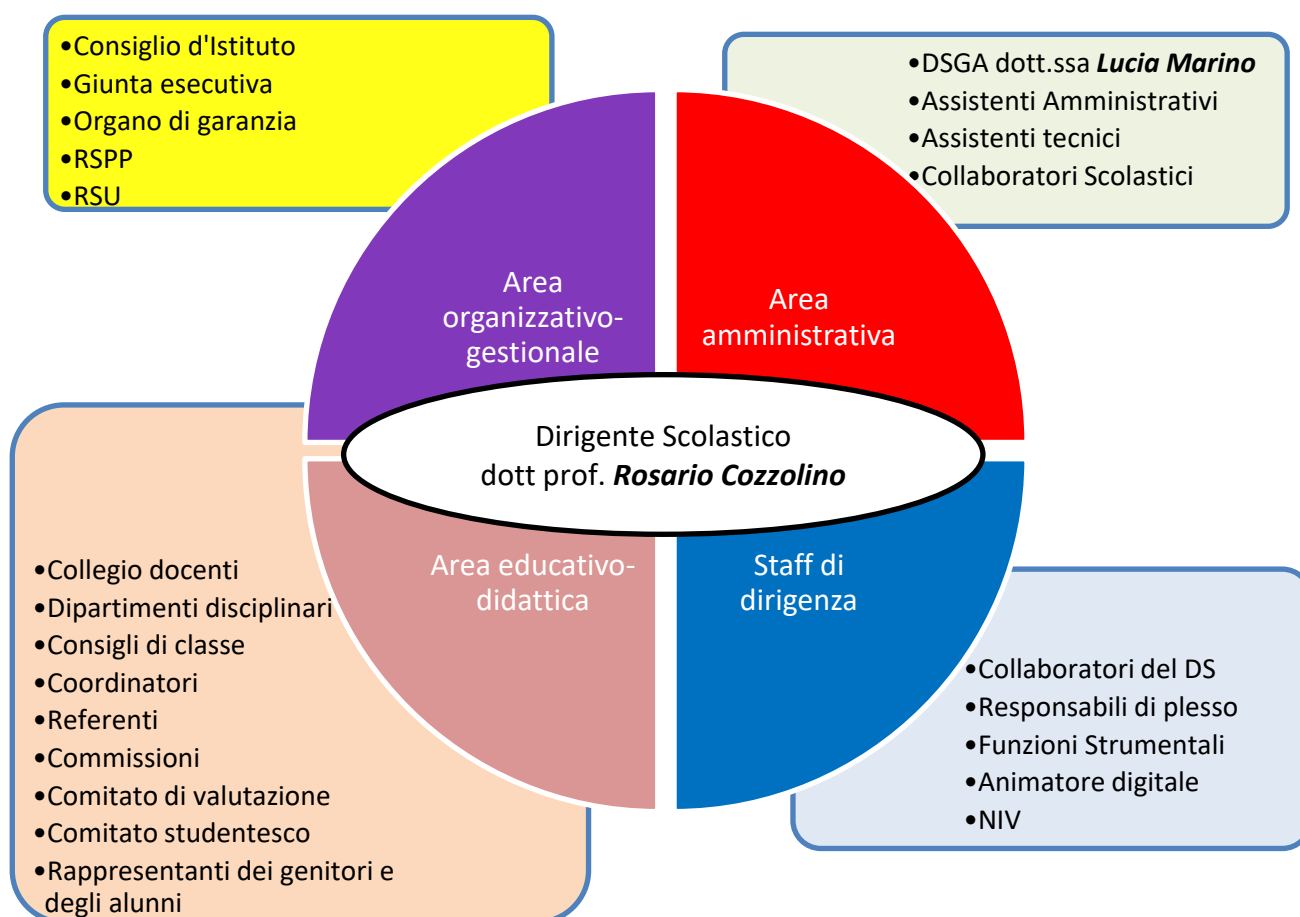 •Consiglio d'Istituto
•Giunta esecutiva
•Organo di garanzia
•RSPP
•RSU
•DSGA dott.ssa Lucia Marino
•Assistenti Amministrativi
•Assistenti tecnici
•Collaboratori Scolastici
Area
organizzativo-
gestionale
Area
amministrativa
Dirigente Scolastico
dott prof. Rosario Cozzolino
Area educativo-
didattica
Staff di
dirigenza
•Collegio docenti
•Dipartimenti disciplinari
•Consigli di classe
•Coordinatori
•Referenti
•Commissioni
•Comitato di valutazione
•Comitato studentesco
•Rappresentanti dei genitori e
degli alunni
•Collaboratori del DS
•Responsabili di plesso
•Funzioni Strumentali
•Animatore digitale
•NIV